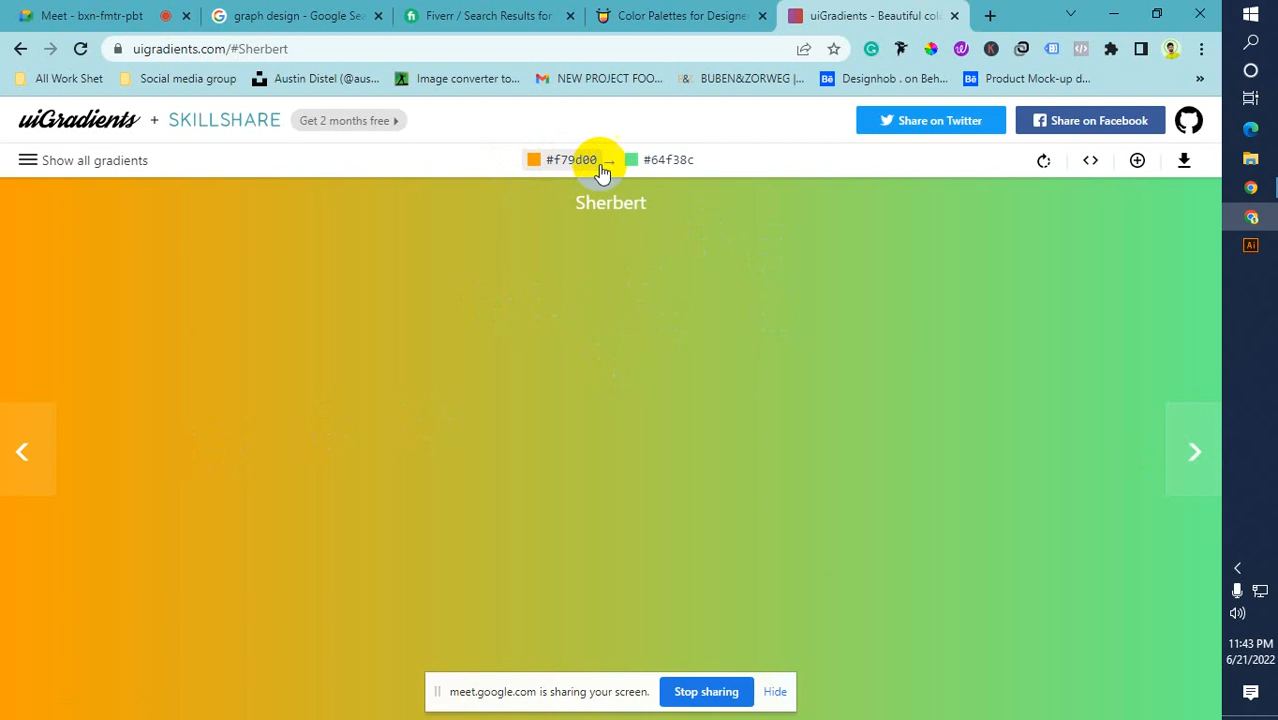 Meet - bxn-fmtr-pbt
graph design - Google Sea
Fiverr / Search Results for
Color Palettes for Designe
uiGradients - Beautiful colo
uigradients.com/#Sherbert
All Work Shet
Social media group
Austin Distel (@aus...
Image converter to...
NEW PROJECT FOO...
BUBEN&ZORWEG |...
Designhob . on Beh...
Product Mock-up d...
»
uiGradients + SKILLSHARE
Get 2 months free
Share on Twitter
Share on Facebook
Show all gradients
#f79d00 → #64f38c
Sherbert
meet.google.com is sharing your screen.
Stop sharing
Hide
Ai
11:43 PM
6/21/2022